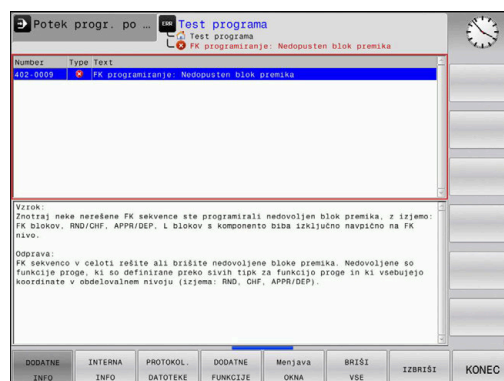 Potek progr. po …
ERR
Test programa
Test programa
FK programiranje: Nedopusten blok premika
Number Type Text
402-0009 FK programiranje: Nedopusten blok premika
Vzrok:
Znotraj neke nerešene FK sekvence ste programirali nedovoljen blok premika, z izjemo:
FK blokov, RND/CHF, APPR/DEP, L blokov s komponento biba izključno navpično na FK
nivo.
Odprava:
FK sekvenco v celoti rešite ali brišite nedovoljene bloke premika. Nedovoljene so
funkcije proge, ki so definirane preko sivih tipk za funkcijo proge in ki vsebujejo
koordinate v obdelovalnem nivoju (izjema: RND, CHF, APPR/DEP).
DODATNE INFO
INTERNA INFO
PROTOKOL. DATOTEKE
DODATNE FUNKCIJE
Menjava OKNA
BRIŠI VSE
IZBRIŠI
KONEC